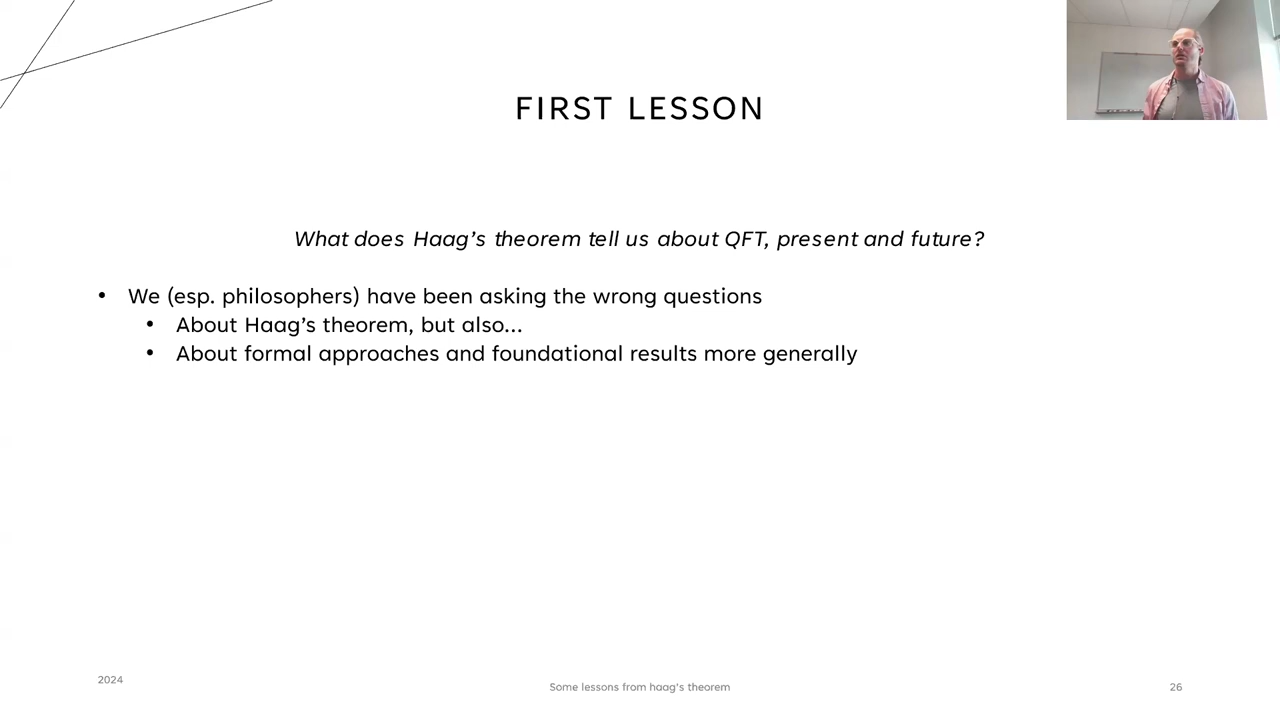 FIRST LESSON
What does Haag's theorem tell us about QFT, present and future?
• We (esp. philosophers) have been asking the wrong questions
• About Haag's theorem, but also…
• About formal approaches and foundational results more generally
2024
Some lessons from haag's theorem
26